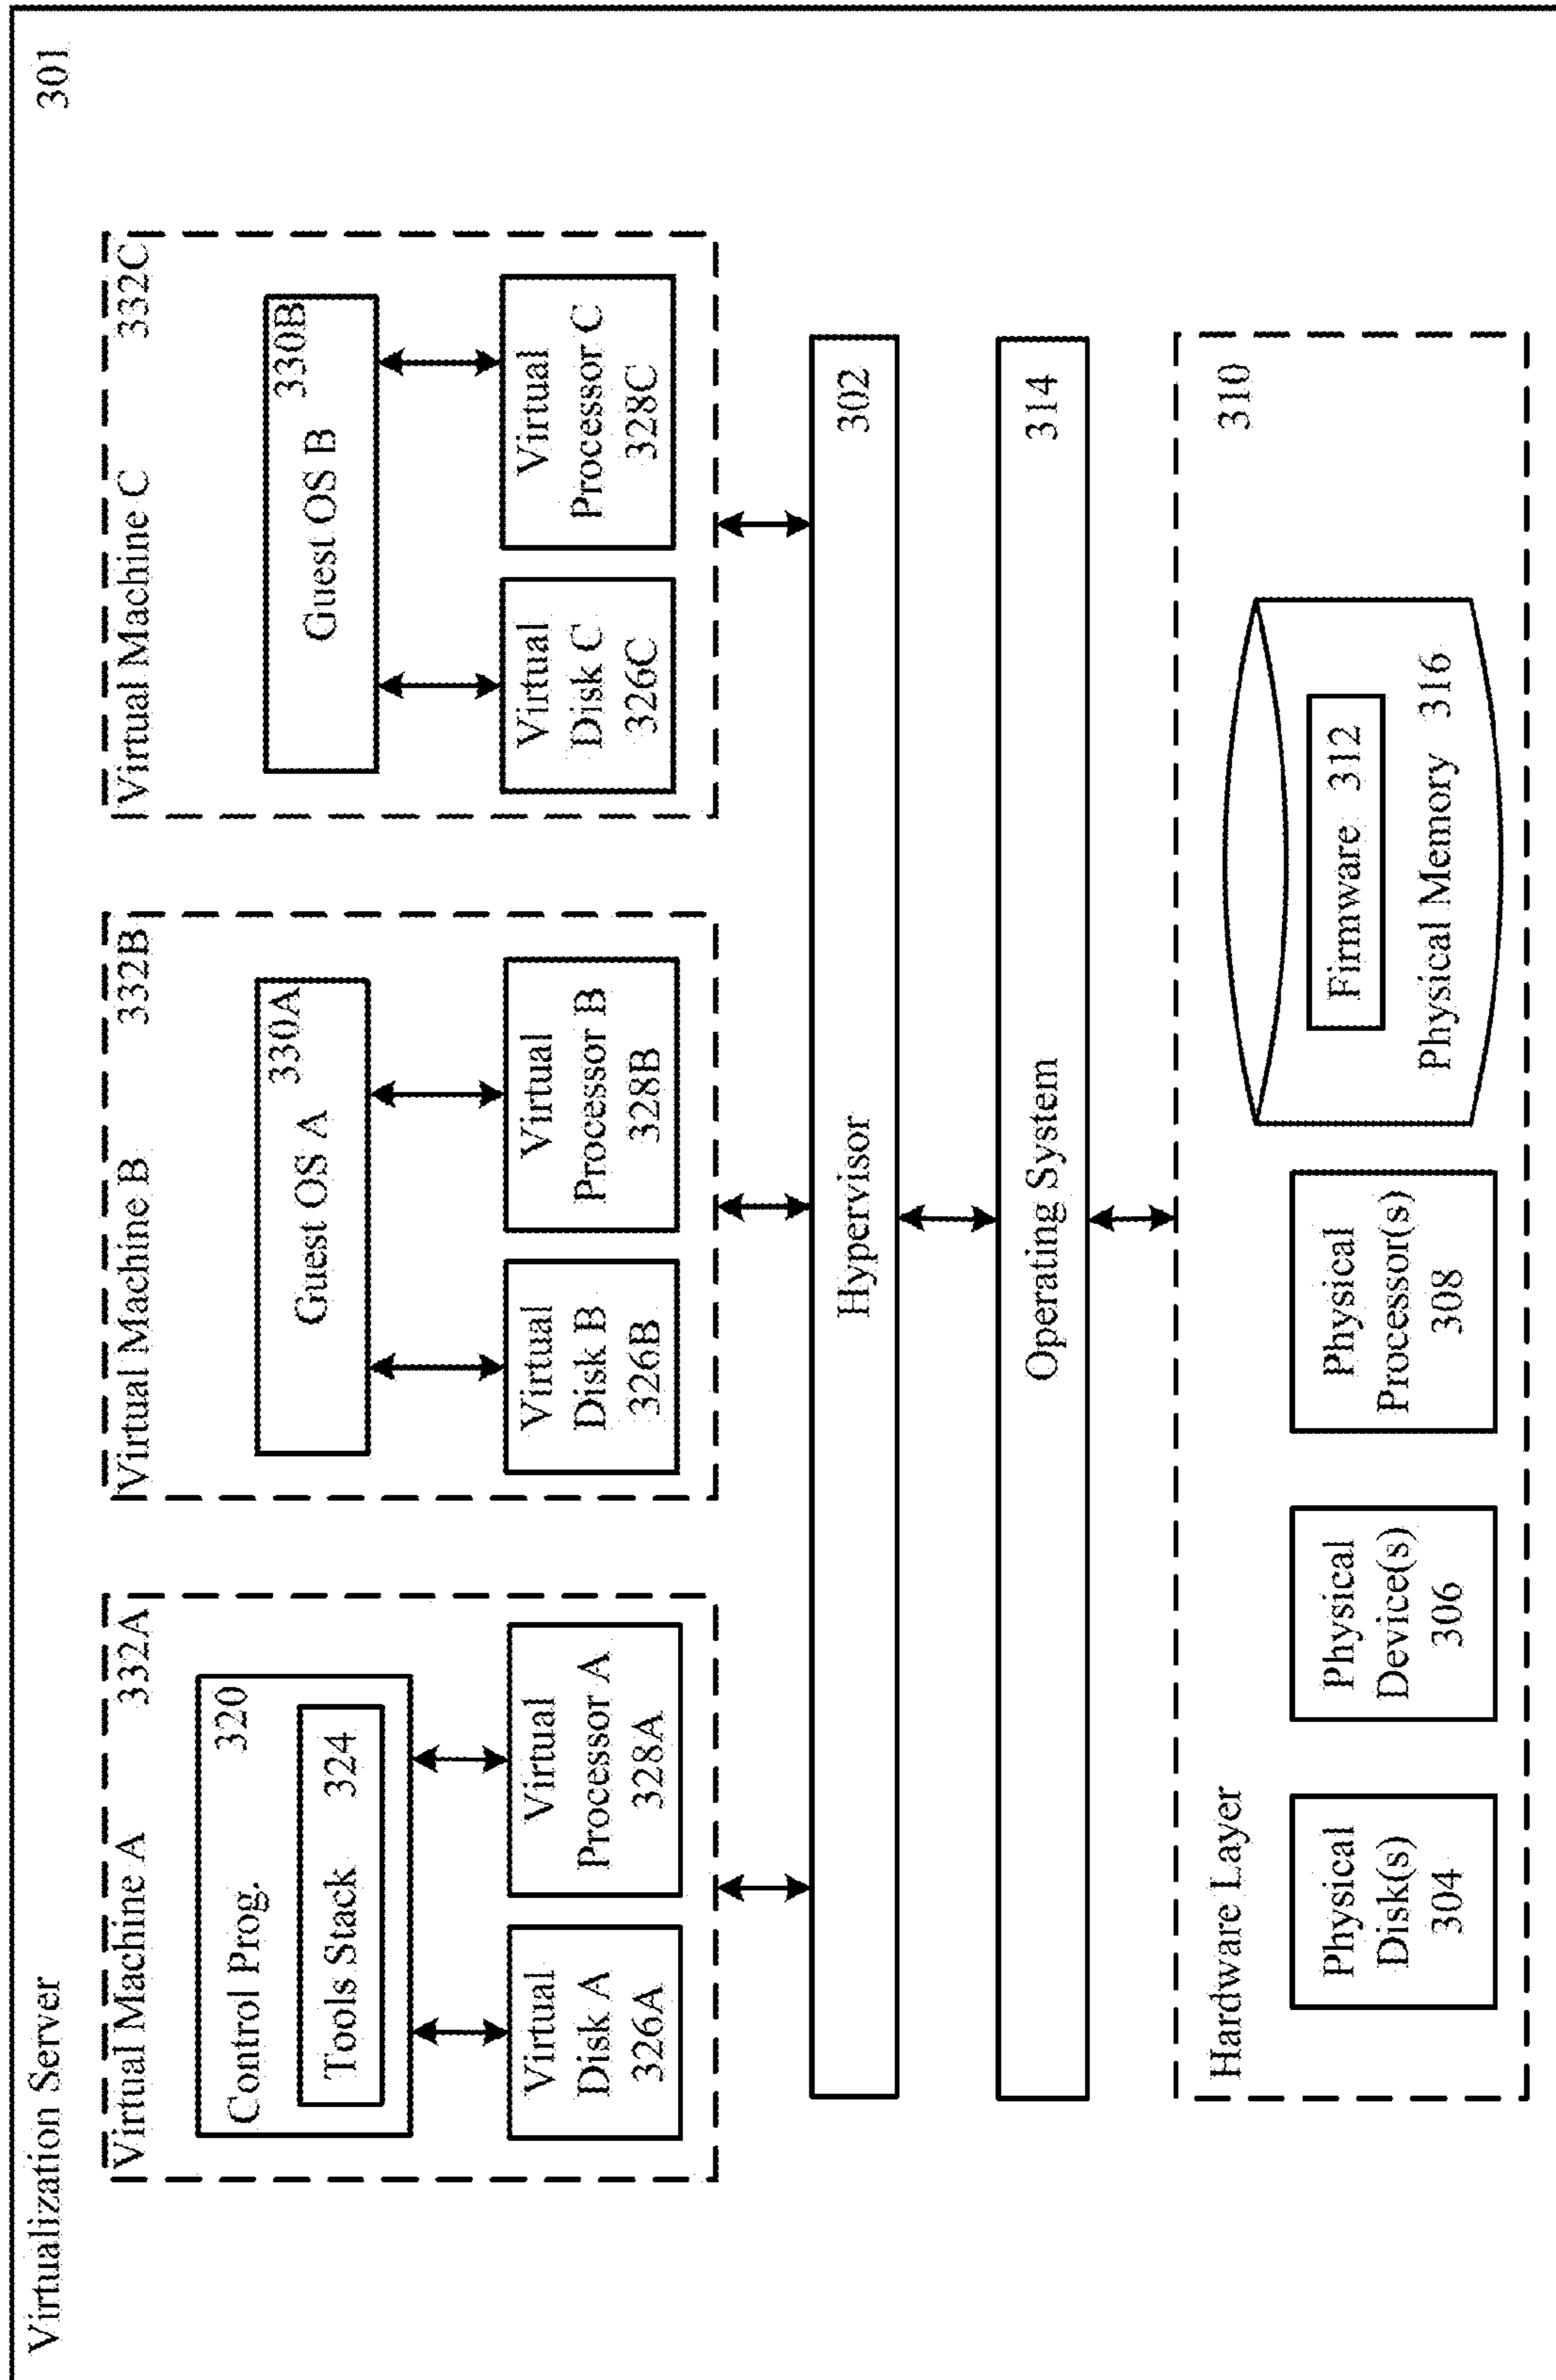 Virtualization Server
301
Virtual Machine A
332A
Control Prog.
320
Tools Stack
324
Virtual
Disk A
326A
Virtual
Processor A
328A
Virtual Machine B
332B
Guest OS A
330A
Virtual
Disk B
326B
Virtual
Processor B
328B
Virtual Machine C
332C
Guest OS B
330B
Virtual
Disk C
326C
Virtual
Processor C
328C
Hypervisor
302
Operating System
314
Hardware Layer
310
Physical
Disk(s)
304
Physical
Device(s)
306
Physical
Processor(s)
308
Firmware 312
Physical Memory 316